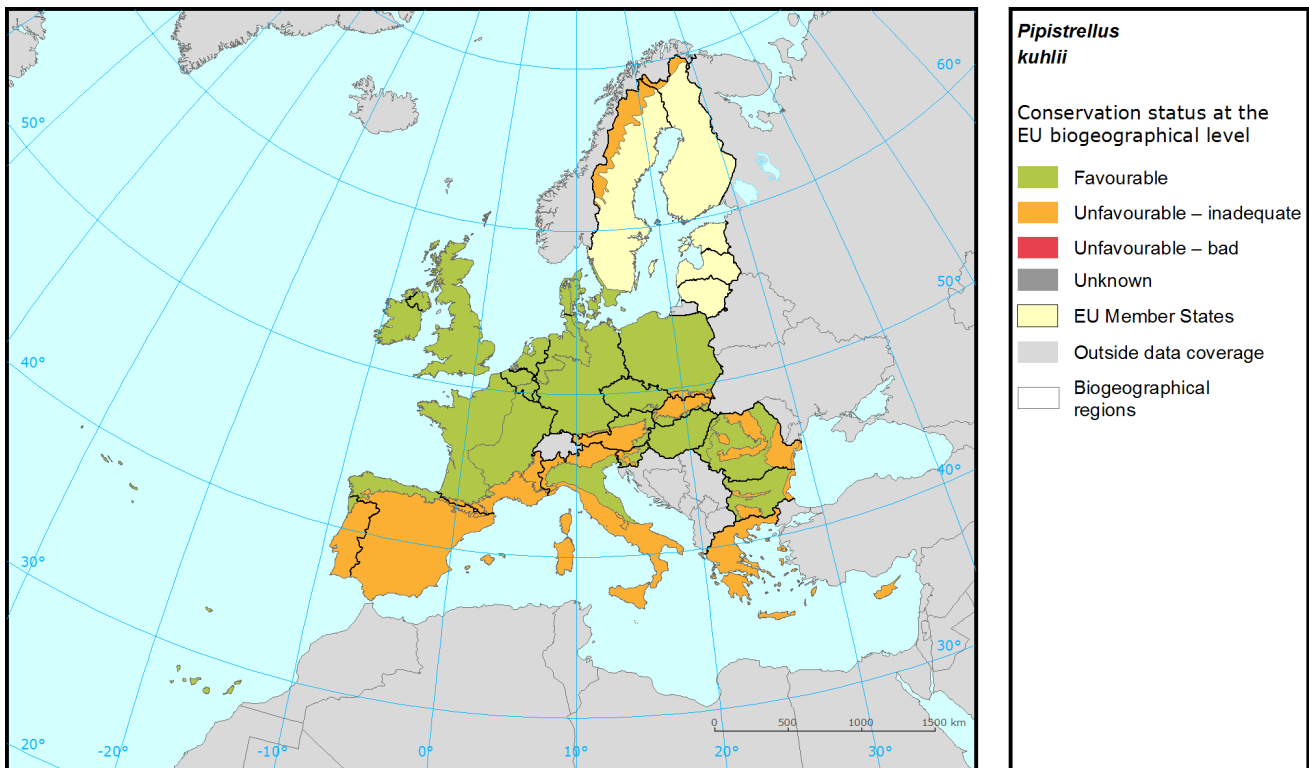 Pipistrellus
kuhlii
Conservation status at the
EU biogeographical level
Favourable
Unfavourable – inadequate
Unfavourable – bad
Unknown
EU Member States
Outside data coverage
Biogeographical
regions
60°
50°
50°
40°
40°
30°
30°
20°
-20°
-10°
0°
10°
20°
30°
0
500
1000
1500 km